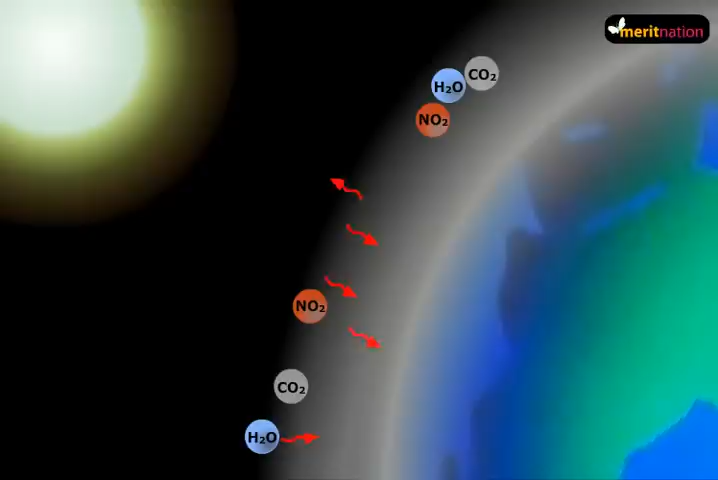 meritnation
CO₂
H₂O
NO₂
NO₂
CO₂
H₂O